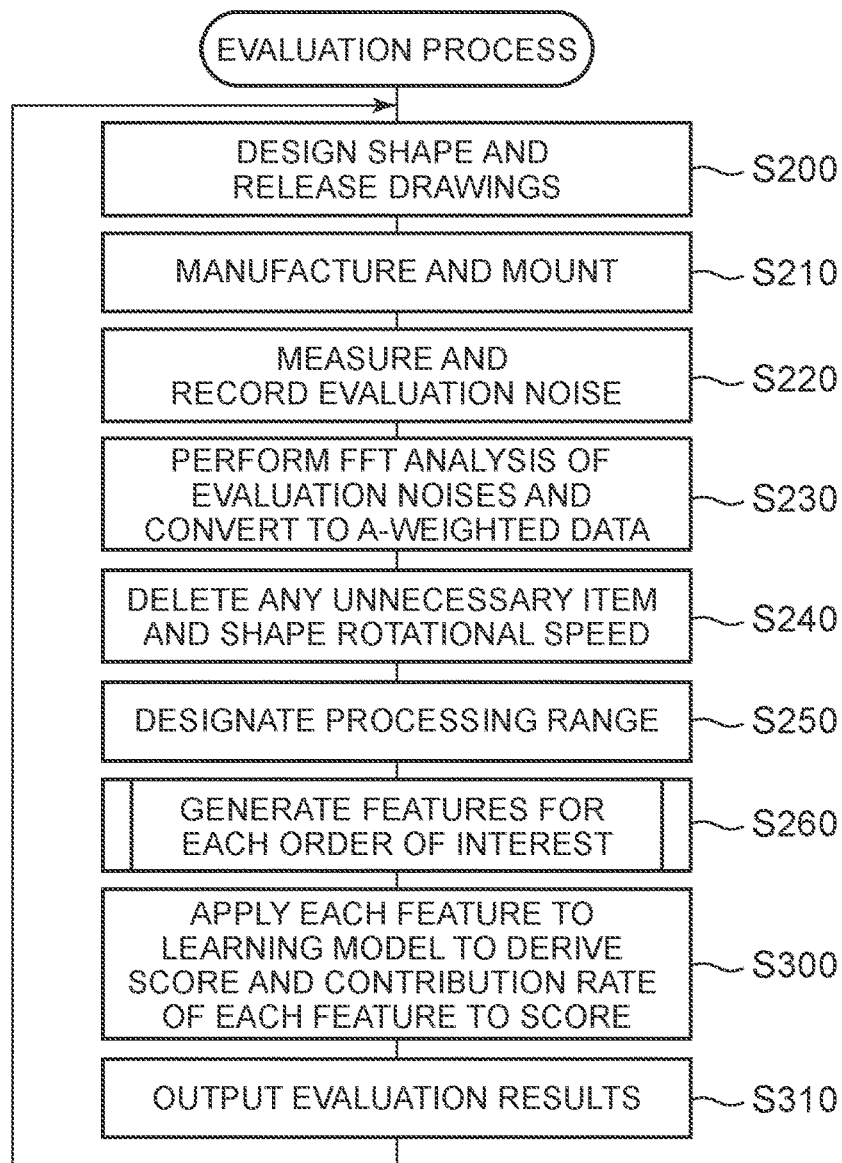 EVALUATION PROCESS
DESIGN SHAPE AND
RELEASE DRAWINGS
S200
MANUFACTURE AND MOUNT
S210
MEASURE AND
RECORD EVALUATION NOISE
S220
PERFORM FFT ANALYSIS OF
EVALUATION NOISES AND
CONVERT TO A-WEIGHTED DATA
S230
DELETE ANY UNNECESSARY ITEM
AND SHAPE ROTATIONAL SPEED
S240
DESIGNATE PROCESSING RANGE
S250
GENERATE FEATURES FOR
EACH ORDER OF INTEREST
S260
APPLY EACH FEATURE TO
LEARNING MODEL TO DERIVE
SCORE AND CONTRIBUTION RATE
OF EACH FEATURE TO SCORE
S300
OUTPUT EVALUATION RESULTS
S310